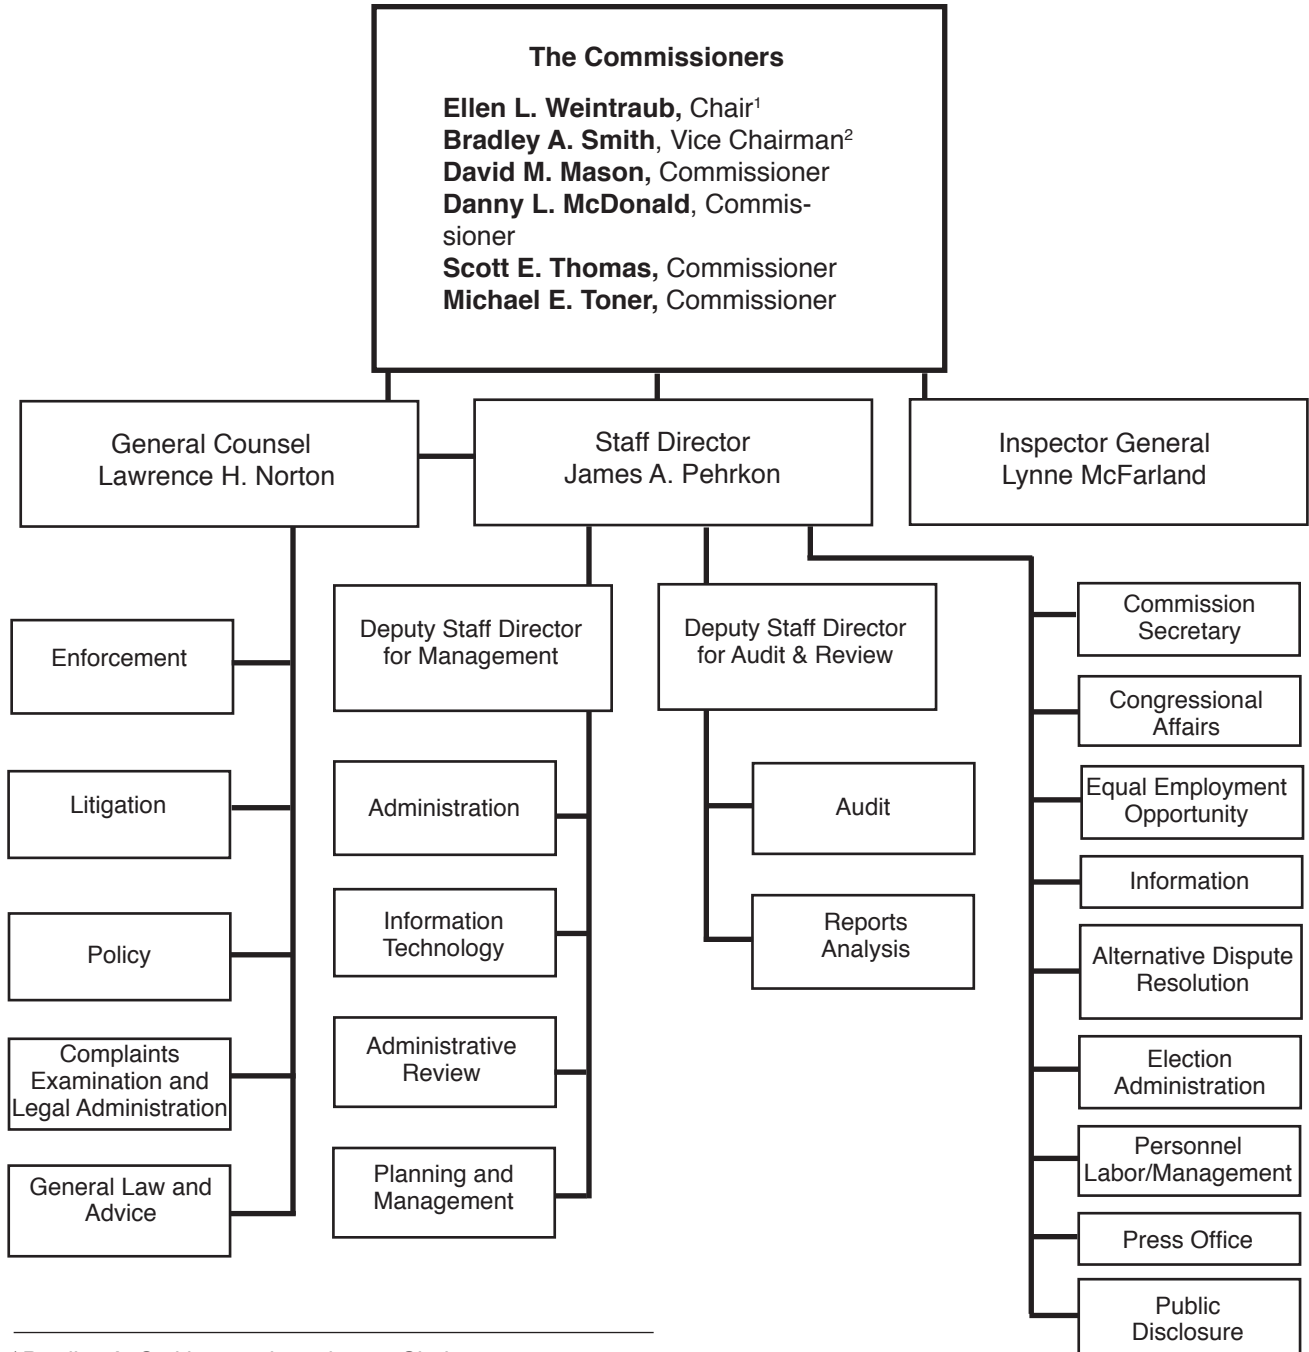 The Commissioners
Ellen L. Weintraub, Chair¹
Bradley A. Smith, Vice Chairman²
David M. Mason, Commissioner
Danny L. McDonald, Commis-
sioner
Scott E. Thomas, Commissioner
Michael E. Toner, Commissioner
General Counsel
Lawrence H. Norton
Staff Director
James A. Pehrkon
Inspector General
Lynne McFarland
Enforcement
Litigation
Policy
Complaints
Examination and
Legal Administration
General Law and
Advice
Deputy Staff Director
for Management
Administration
Information
Technology
Administrative
Review
Planning and
Management
Deputy Staff Director
for Audit & Review
Audit
Reports
Analysis
Commission
Secretary
Congressional
Affairs
Equal Employment
Opportunity
Information
Alternative Dispute
Resolution
Election
Administration
Personnel
Labor/Management
Press Office
Public
Disclosure